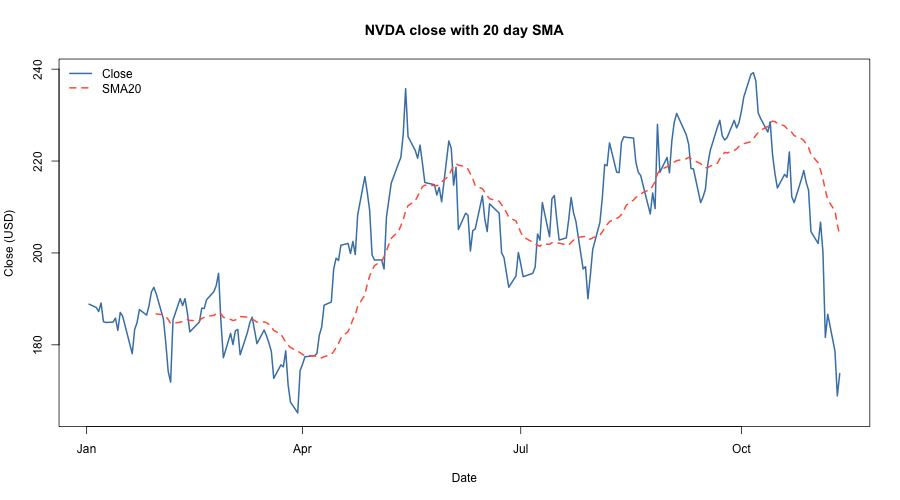 NVDA close with 20 day SMA
Close
SMA20
Close (USD)
240
220
200
180
Jan Apr Jul Oct
Date